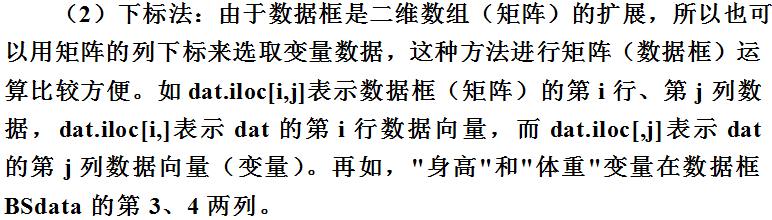 （2）下标法：由于数据框是二维数组（矩阵）的扩展，所以也可
以用矩阵的列下标来选取变量数据，这种方法进行矩阵（数据框）运
算比较方便。如 dat.iloc[i,j]表示数据框（矩阵）的第 i 行、第 j 列数
据，dat.iloc[i,]表示 dat 的第 i 行数据向量，而 dat.iloc[,j]表示 dat
的第 j 列数据向量（变量）。再如，"身高"和"体重"变量在数据框
BSdata 的第 3、4 两列。